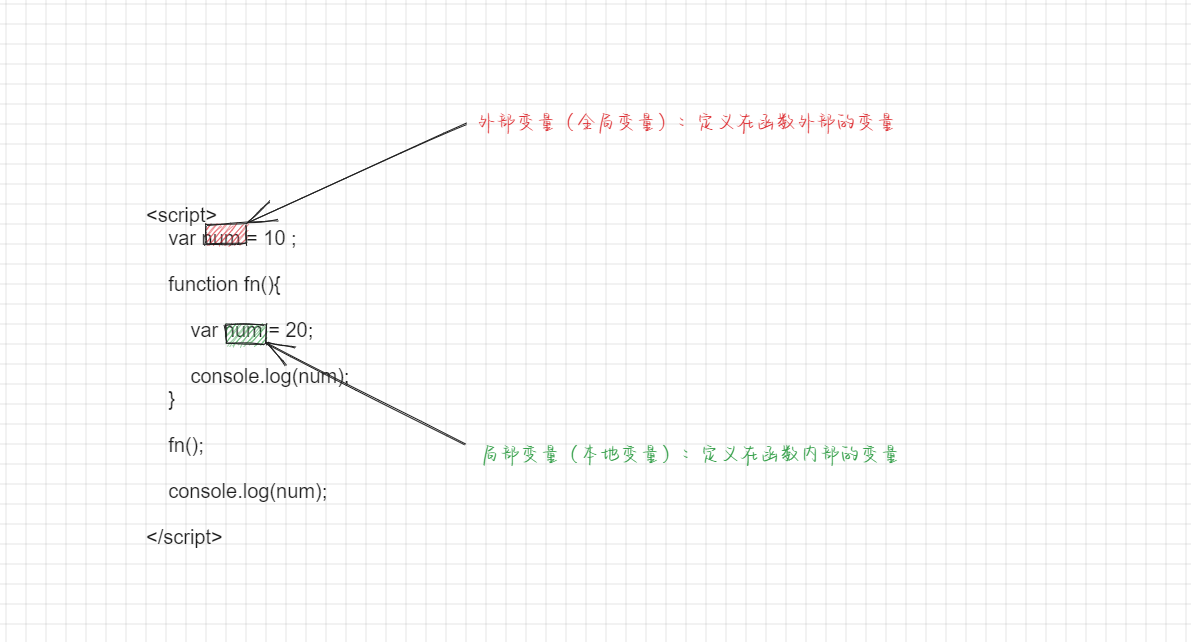 外部变量（全局变量）：定义在函数外部的变量
<script>
var num = 10 ;
function fn(){
var num = 20;
console.log(num);
}
fn();
局部变量（本地变量）：定义在函数内部的变量
console.log(num);
</script>